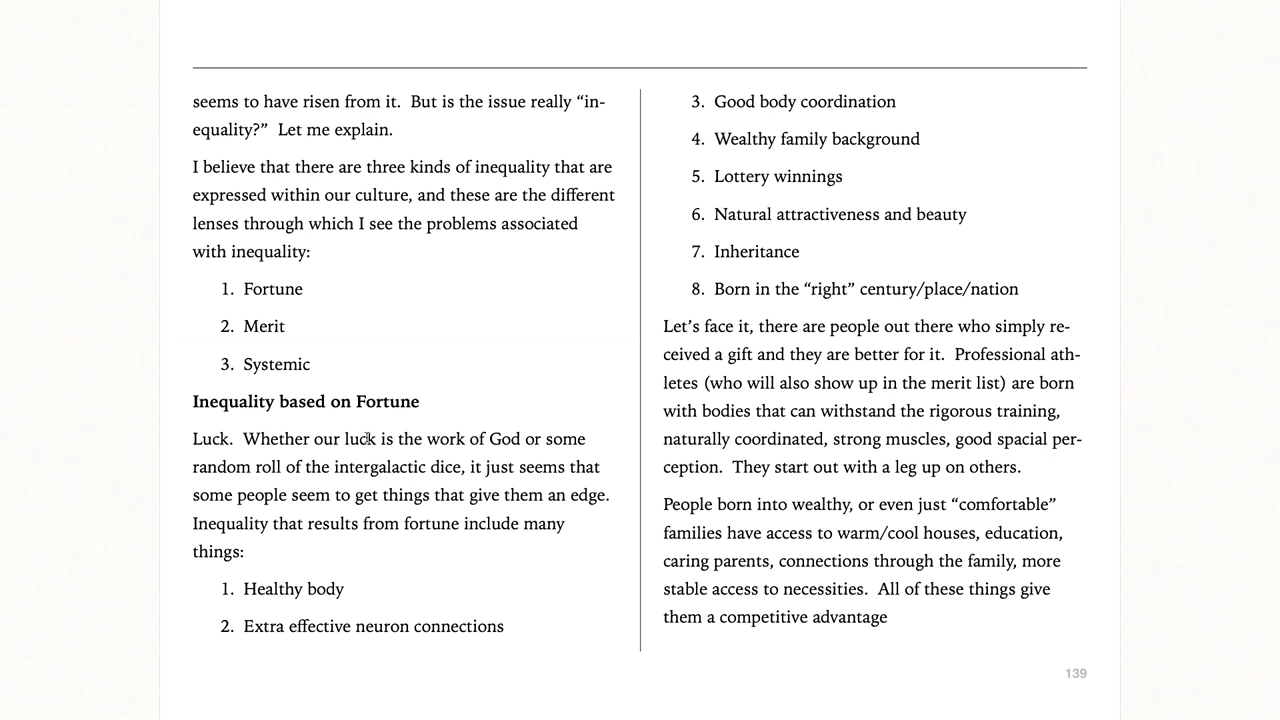 seems to have risen from it.  But is the issue really “in-
equality?”  Let me explain.
I believe that there are three kinds of inequality that are
expressed within our culture, and these are the different
lenses through which I see the problems associated
with inequality:
1.  Fortune
2.  Merit
3.  Systemic
Inequality based on Fortune
Luck.  Whether our luck is the work of God or some
random roll of the intergalactic dice, it just seems that
some people seem to get things that give them an edge.
Inequality that results from fortune include many
things:
1.  Healthy body
2.  Extra effective neuron connections
3.  Good body coordination
4.  Wealthy family background
5.  Lottery winnings
6.  Natural attractiveness and beauty
7.  Inheritance
8.  Born in the “right” century/place/nation
Let’s face it, there are people out there who simply re-
ceived a gift and they are better for it.  Professional ath-
letes (who will also show up in the merit list) are born
with bodies that can withstand the rigorous training,
naturally coordinated, strong muscles, good spacial per-
ception.  They start out with a leg up on others.
People born into wealthy, or even just “comfortable”
families have access to warm/cool houses, education,
caring parents, connections through the family, more
stable access to necessities.  All of these things give
them a competitive advantage
139